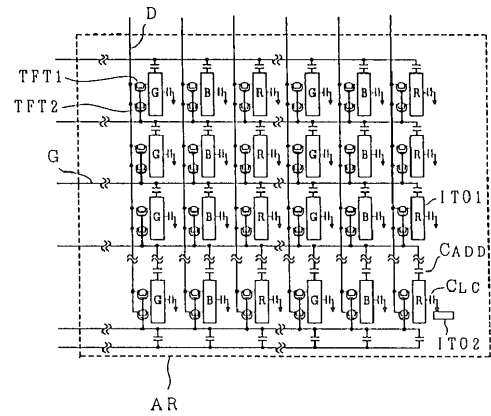 D
TFT1 G B R G B R
TFT2
G B R G B R
G
G B R G B R ITO1
CADD
G B R G B R CLC
ITO2
AR